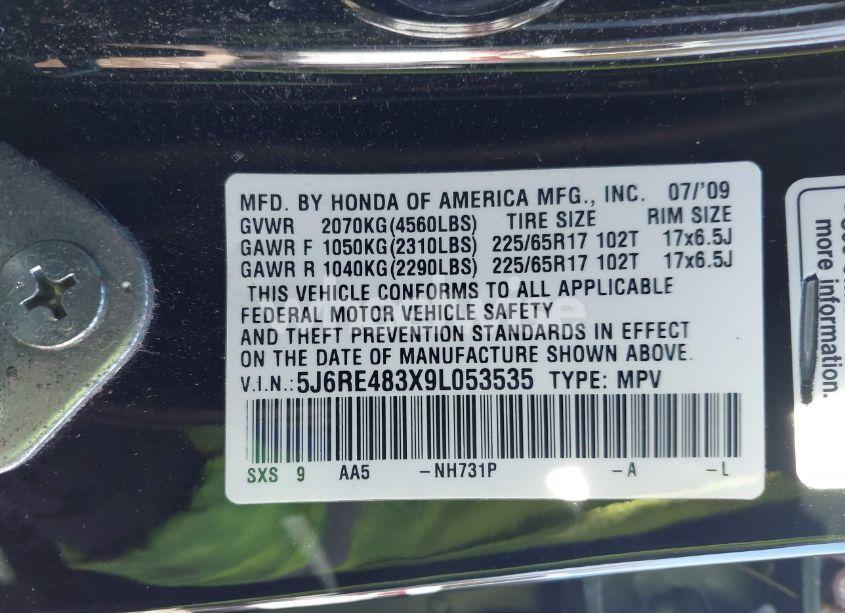 MFD. BY HONDA OF AMERICA MFG., INC. 07/'09
GVWR 2070KG(4560LBS) TIRE SIZE RIM SIZE
GAWR F 1050KG(2310LBS) 225/65R17 102T 17x6.5J
GAWR R 1040KG(2290LBS) 225/65R17 102T 17x6.5J
THIS VEHICLE CONFORMS TO ALL APPLICABLE
FEDERAL MOTOR VEHICLE SAFETY
AND THEFT PREVENTION STANDARDS IN EFFECT
ON THE DATE OF MANUFACTURE SHOWN ABOVE.
V.I.N.: 5J6RE483X9L053535 TYPE: MPV
SXS 9 AA5 -NH731P -A -L
more information.